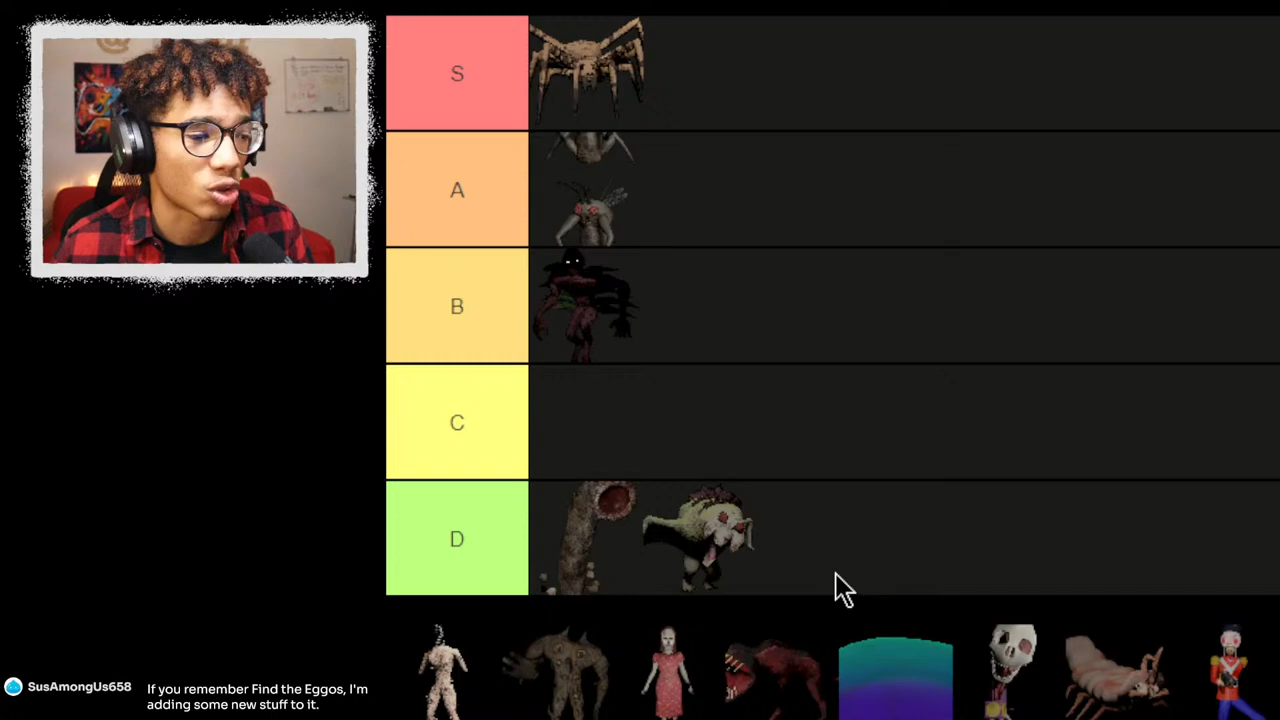 S
A
B
C
D
SusAmongUs658
If you remember Find the Eggos, I'm
adding some new stuff to it.